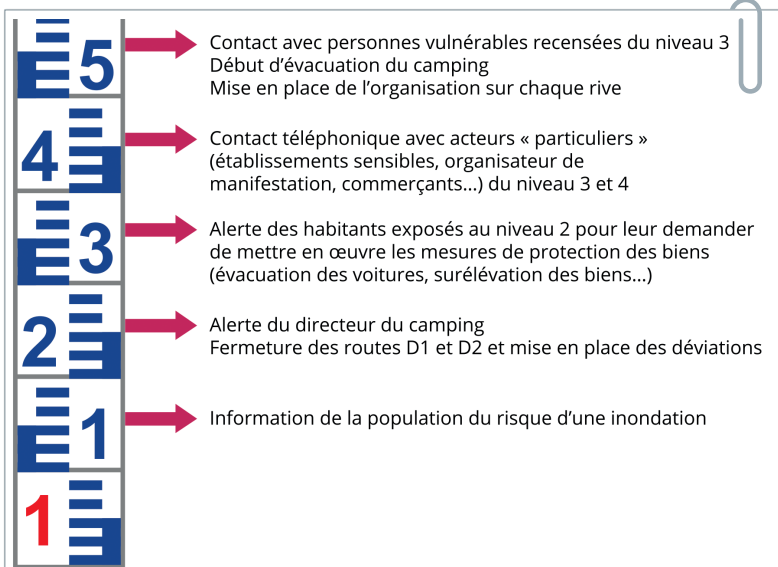 5
Contact avec personnes vulnérables recensées du niveau 3
Début d’évacuation du camping
Mise en place de l’organisation sur chaque rive
4
Contact téléphonique avec acteurs « particuliers »
(établissements sensibles, organisateur de
manifestation, commerçants...) du niveau 3 et 4
3
Alerte des habitants exposés au niveau 2 pour leur demander
de mettre en œuvre les mesures de protection des biens
(évacuation des voitures, surélévation des biens...)
2
Alerte du directeur du camping
Fermeture des routes D1 et D2 et mise en place des déviations
1
Information de la population du risque d’une inondation
1